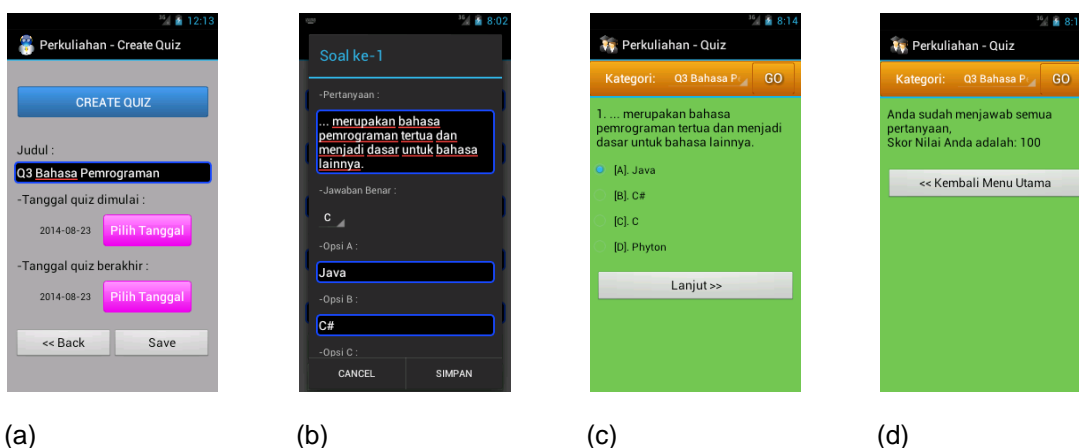 12:13
Perkuliahan - Create Quiz
CREATE QUIZ
Judul :
Q3 Bahasa Pemrograman
-Tanggal quiz dimulai :
2014-08-23 Pilih Tanggal
-Tanggal quiz berakhir :
2014-08-23 Pilih Tanggal
<< Back Save
(a)
8:02
Soal ke-1
-Pertanyaan :
... merupakan bahasa
pemrograman tertua dan
menjadi dasar untuk bahasa
lainnya.
-Jawaban Benar :
C
-Opsi A :
Java
-Opsi B :
C#
-Opsi C :
CANCEL SIMPAN
(b)
8:14
Perkuliahan - Quiz
Kategori: Q3 Bahasa P GO
1. ... merupakan bahasa
pemrograman tertua dan menjadi
dasar untuk bahasa lainnya.
[A]. Java
[B]. C#
[C]. C
[D]. Phyton
Lanjut >>
(c)
8:1
Perkuliahan - Quiz
Kategori: Q3 Bahasa P GO
Anda sudah menjawab semua
pertanyaan,
Skor Nilai Anda adalah: 100
<< Kembali Menu Utama
(d)